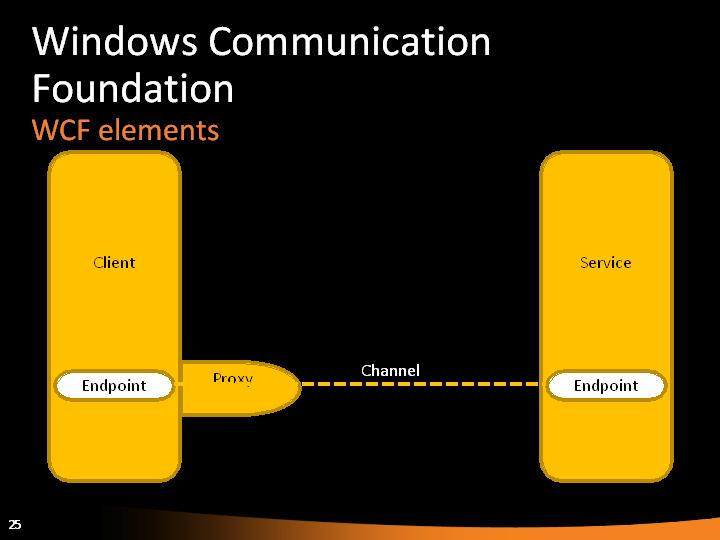 Windows Communication
Foundation
WCF elements
Client
Service
Endpoint
Proxy
Channel
Endpoint
25